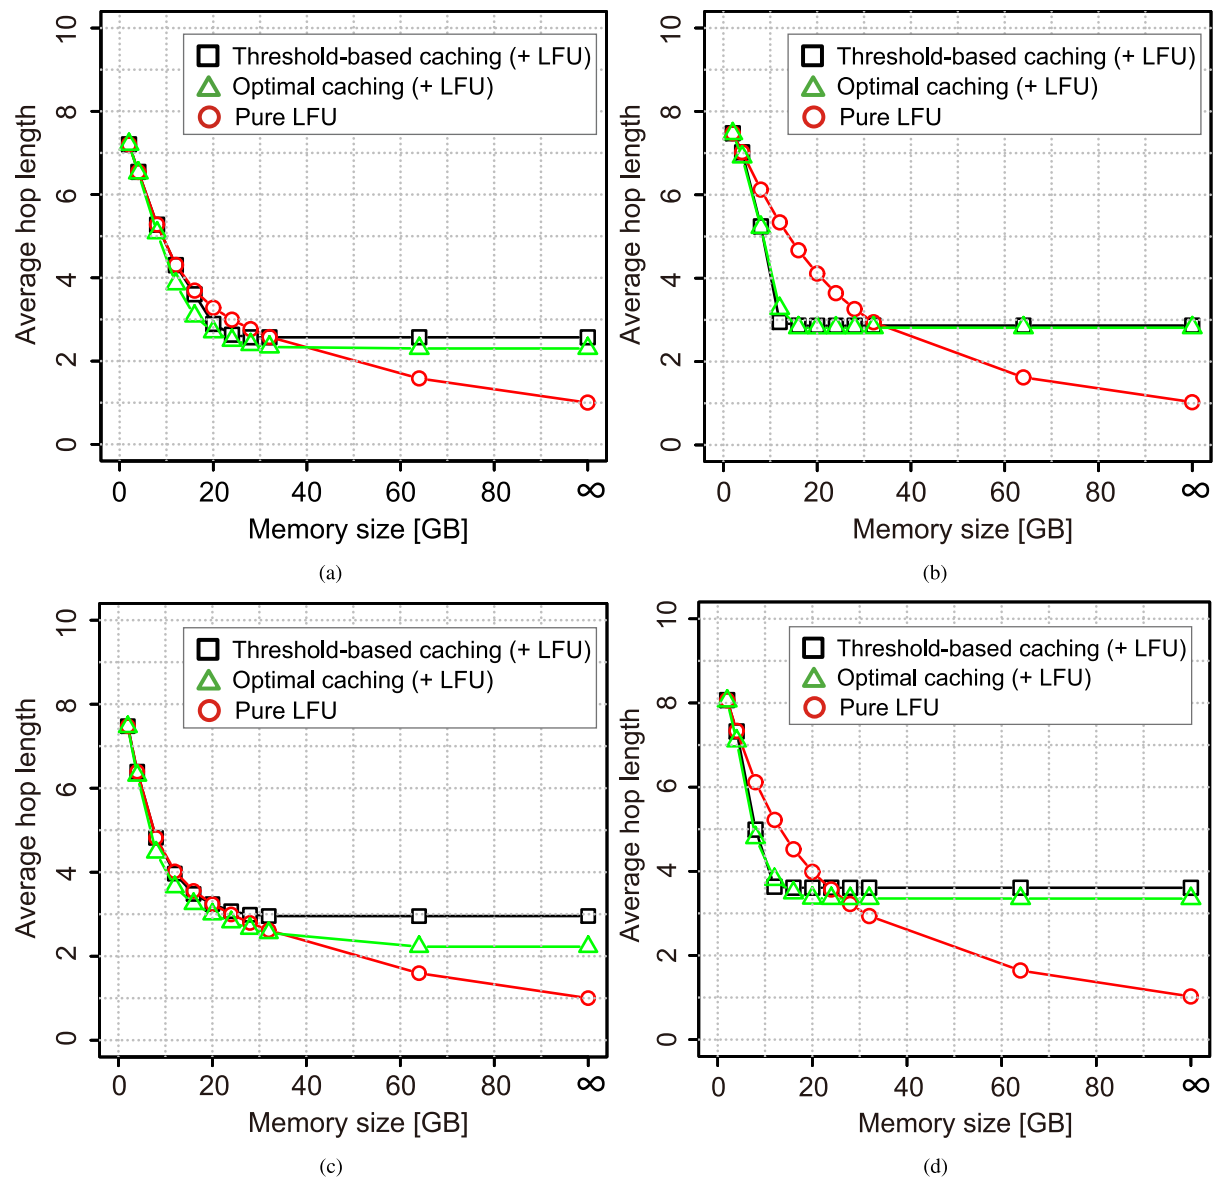 Threshold-based caching (+ LFU)
Optimal caching (+ LFU)
Pure LFU
Average hop length
10
8
6
4
2
0
0 20 40 60 80 ∞
Memory size [GB]
(a)
Threshold-based caching (+ LFU)
Optimal caching (+ LFU)
Pure LFU
Average hop length
10
8
6
4
2
0
0 20 40 60 80 ∞
Memory size [GB]
(b)
Threshold-based caching (+ LFU)
Optimal caching (+ LFU)
Pure LFU
Average hop length
10
8
6
4
2
0
0 20 40 60 80 ∞
Memory size [GB]
(c)
Threshold-based caching (+ LFU)
Optimal caching (+ LFU)
Pure LFU
Average hop length
10
8
6
4
2
0
0 20 40 60 80 ∞
Memory size [GB]
(d)